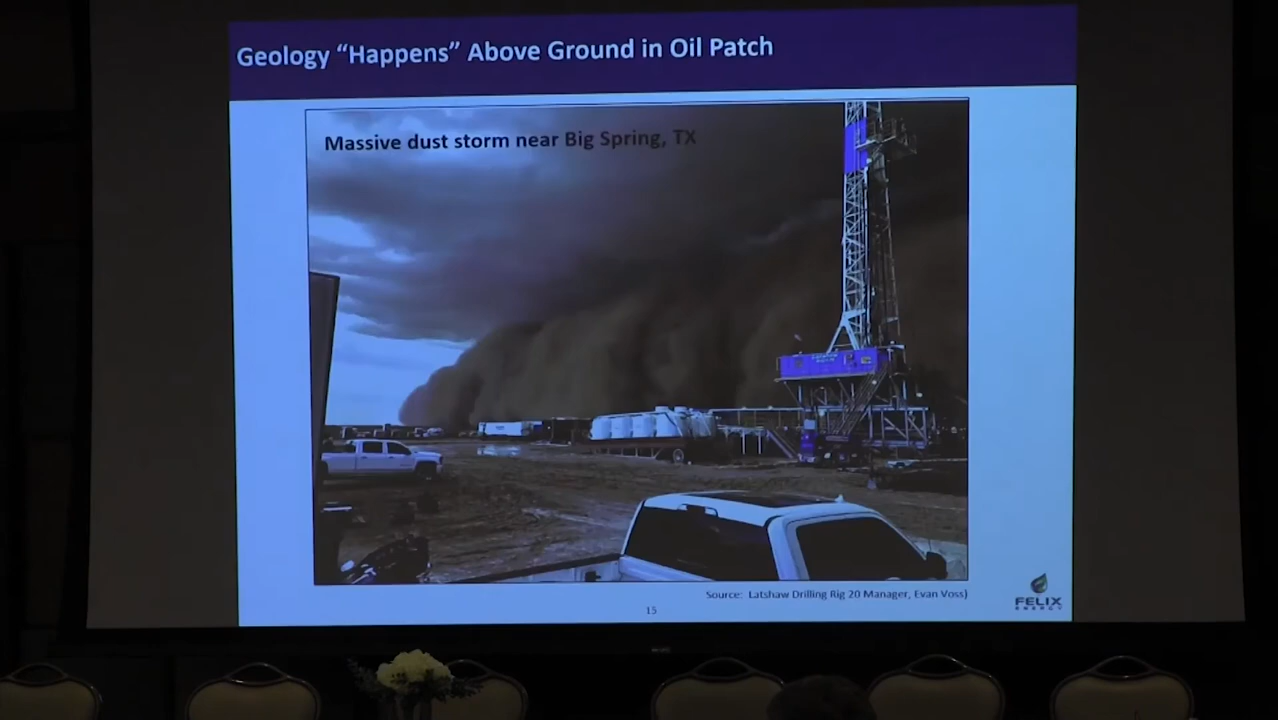 Geology “Happens” Above Ground in Oil Patch
Massive dust storm near Big Spring, TX
Source: Latshaw Drilling Rig 20 Manager, Evan Voss)
15
FELIX
ENERGY